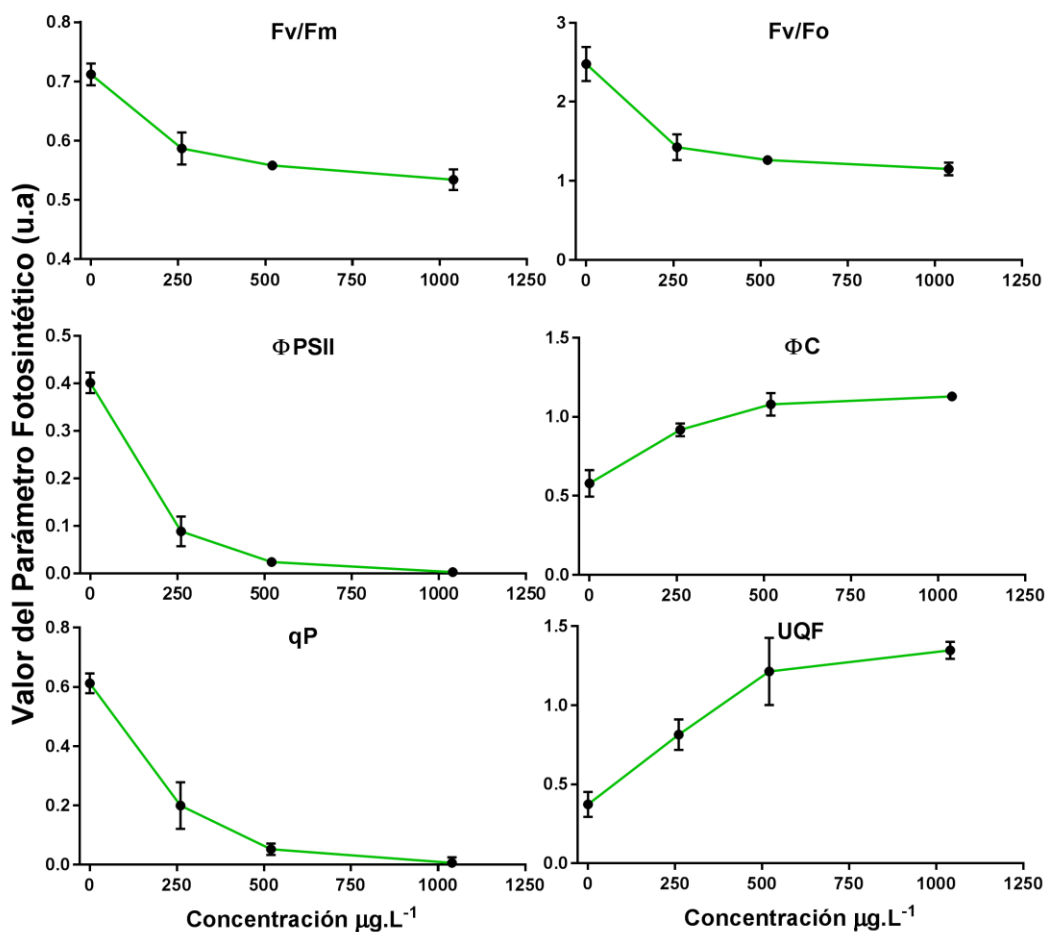 Valor del Parámetro Fotosintético (u.a)
Fv/Fm
0.8
0.7
0.6
0.5
0.4
0 250 500 750 1000 1250
Fv/Fo
3
2
1
0
0 250 500 750 1000 1250
ΦPSII
0.5
0.4
0.3
0.2
0.1
0.0
0 250 500 750 1000 1250
ΦC
1.5
1.0
0.5
0.0
0 250 500 750 1000 1250
qP
0.8
0.6
0.4
0.2
0.0
0 250 500 750 1000 1250
Concentración µg.L⁻¹
UQF
1.5
1.0
0.5
0.0
0 250 500 750 1000 1250
Concentración µg.L⁻¹